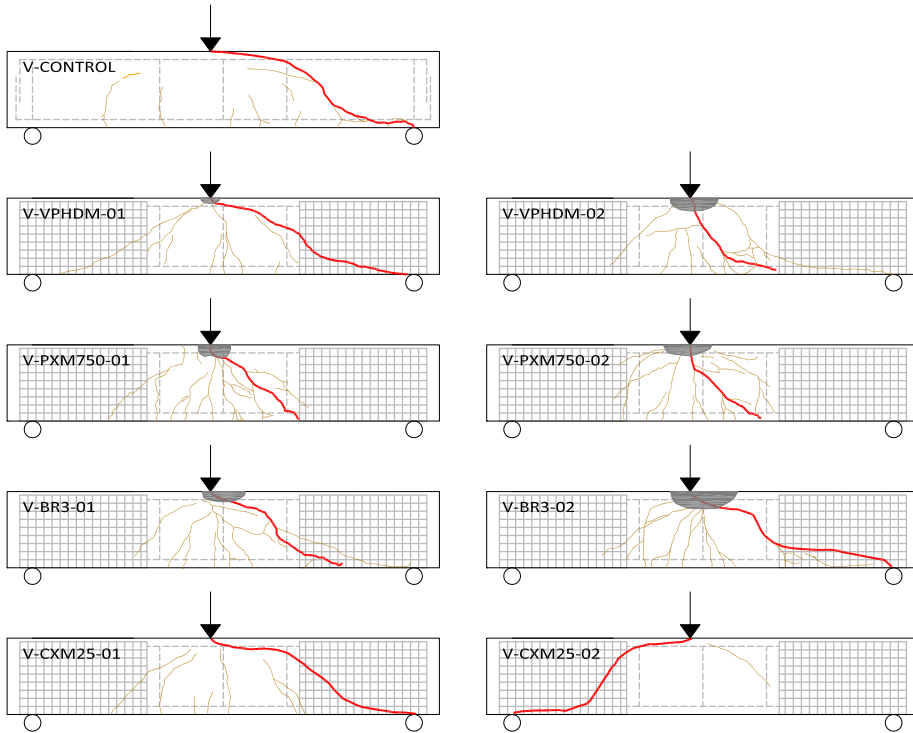 V-CONTROL
V-VPHDM-01
V-VPHDM-02
V-PXM750-01
V-PXM750-02
V-BR3-01
V-BR3-02
V-CXM25-01
V-CXM25-02